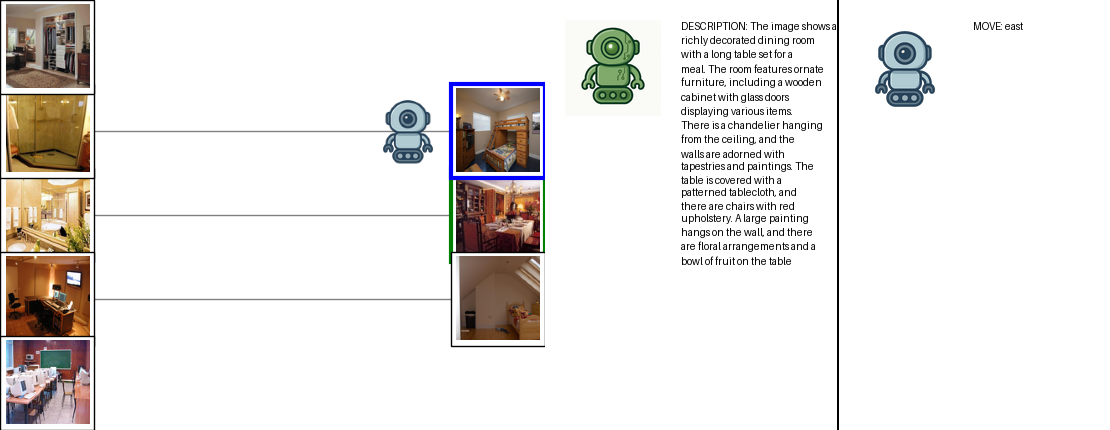 DESCRIPTION: The image shows a
richly decorated dining room
with a long table set for a
meal. The room features ornate
furniture, including a wooden
cabinet with glass doors
displaying various items.
There is a chandelier hanging
from the ceiling, and the
walls are adorned with
tapestries and paintings. The
table is covered with a
patterned tablecloth, and
there are chairs with red
upholstery. A large painting
hangs on the wall, and there
are floral arrangements and a
bowl of fruit on the table
MOVE: east